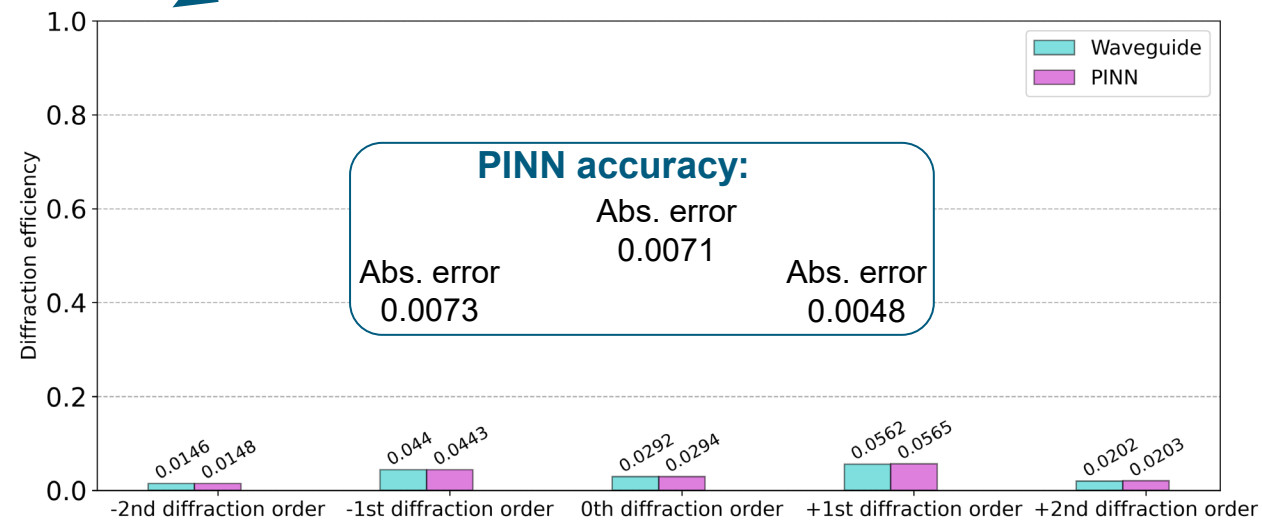 1.0
0.8
0.6
0.4
0.2
0.0
Diffraction efficiency
Waveguide
PINN
PINN accuracy:
Abs. error
0.0071
Abs. error
0.0073
Abs. error
0.0048
0.0146
0.0148
0.044
0.0443
0.0292
0.0294
0.0562
0.0565
0.0202
0.0203
-2nd diffraction order
-1st diffraction order
0th diffraction order
+1st diffraction order
+2nd diffraction order